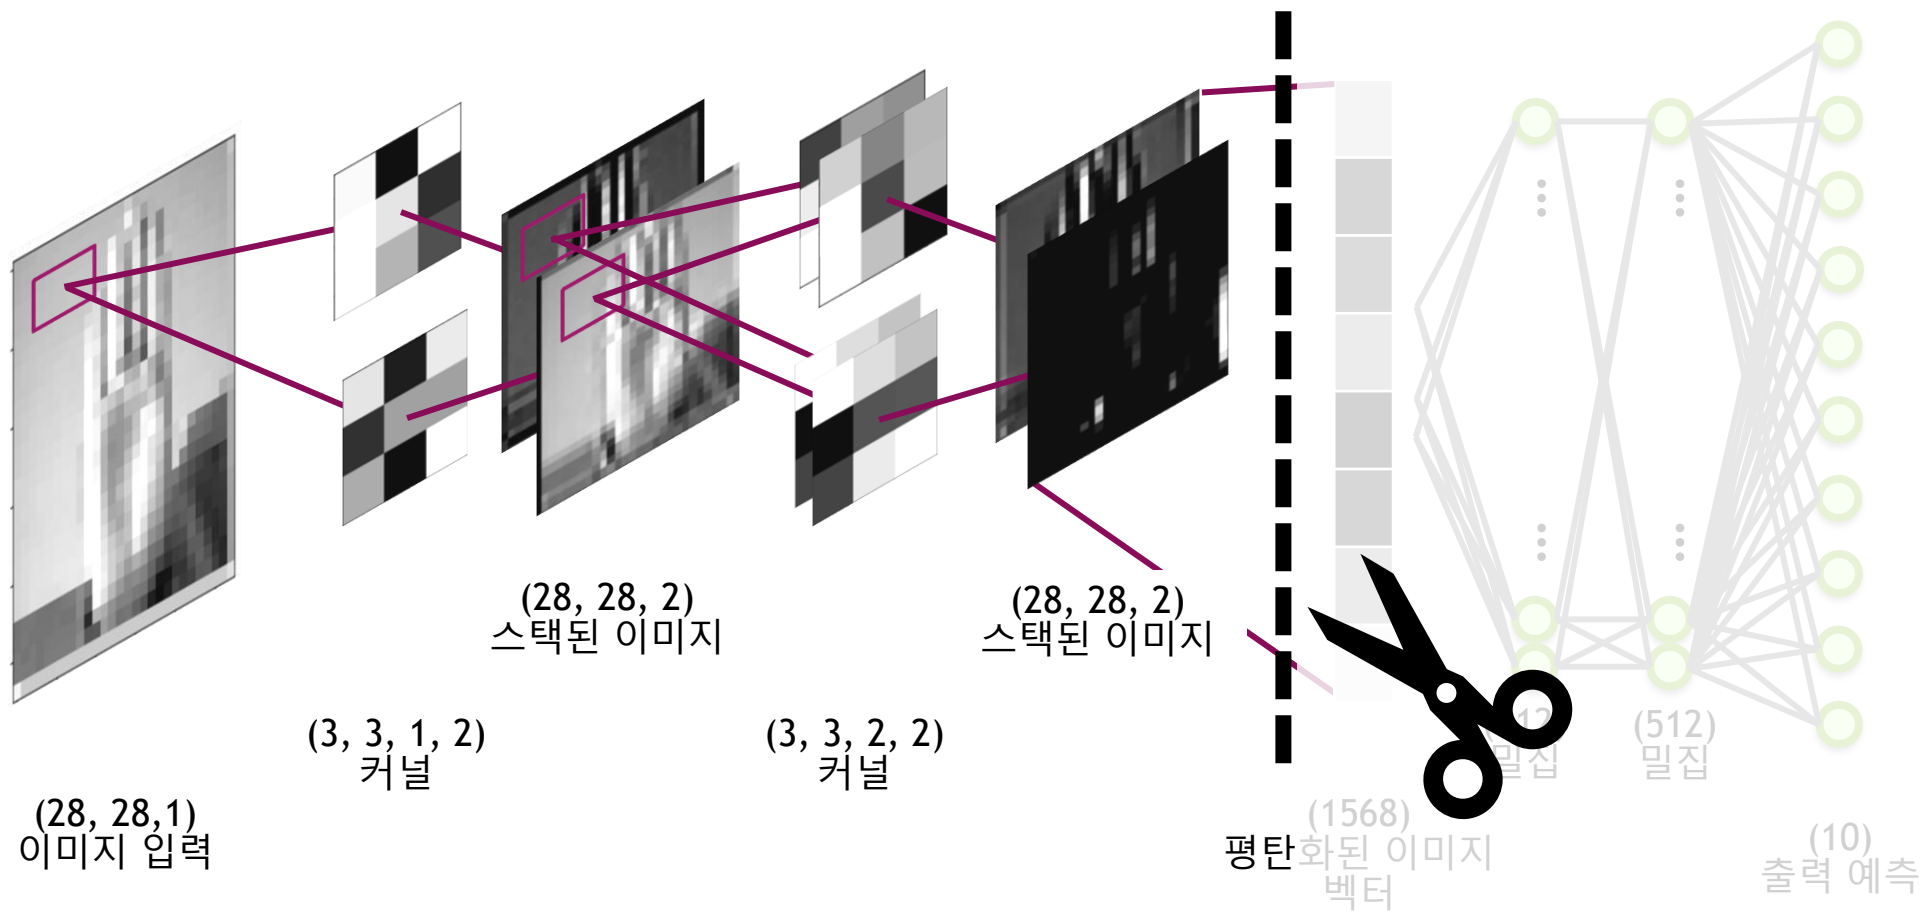 (28, 28, 2)
스택된 이미지
(28, 28, 2)
스택된 이미지
(3, 3, 1, 2)
커널
(3, 3, 2, 2)
커널
밀집
(512)
밀집
(28, 28,1)
이미지 입력
(1568)
평탄화된 이미지
벡터
(10)
출력 예측